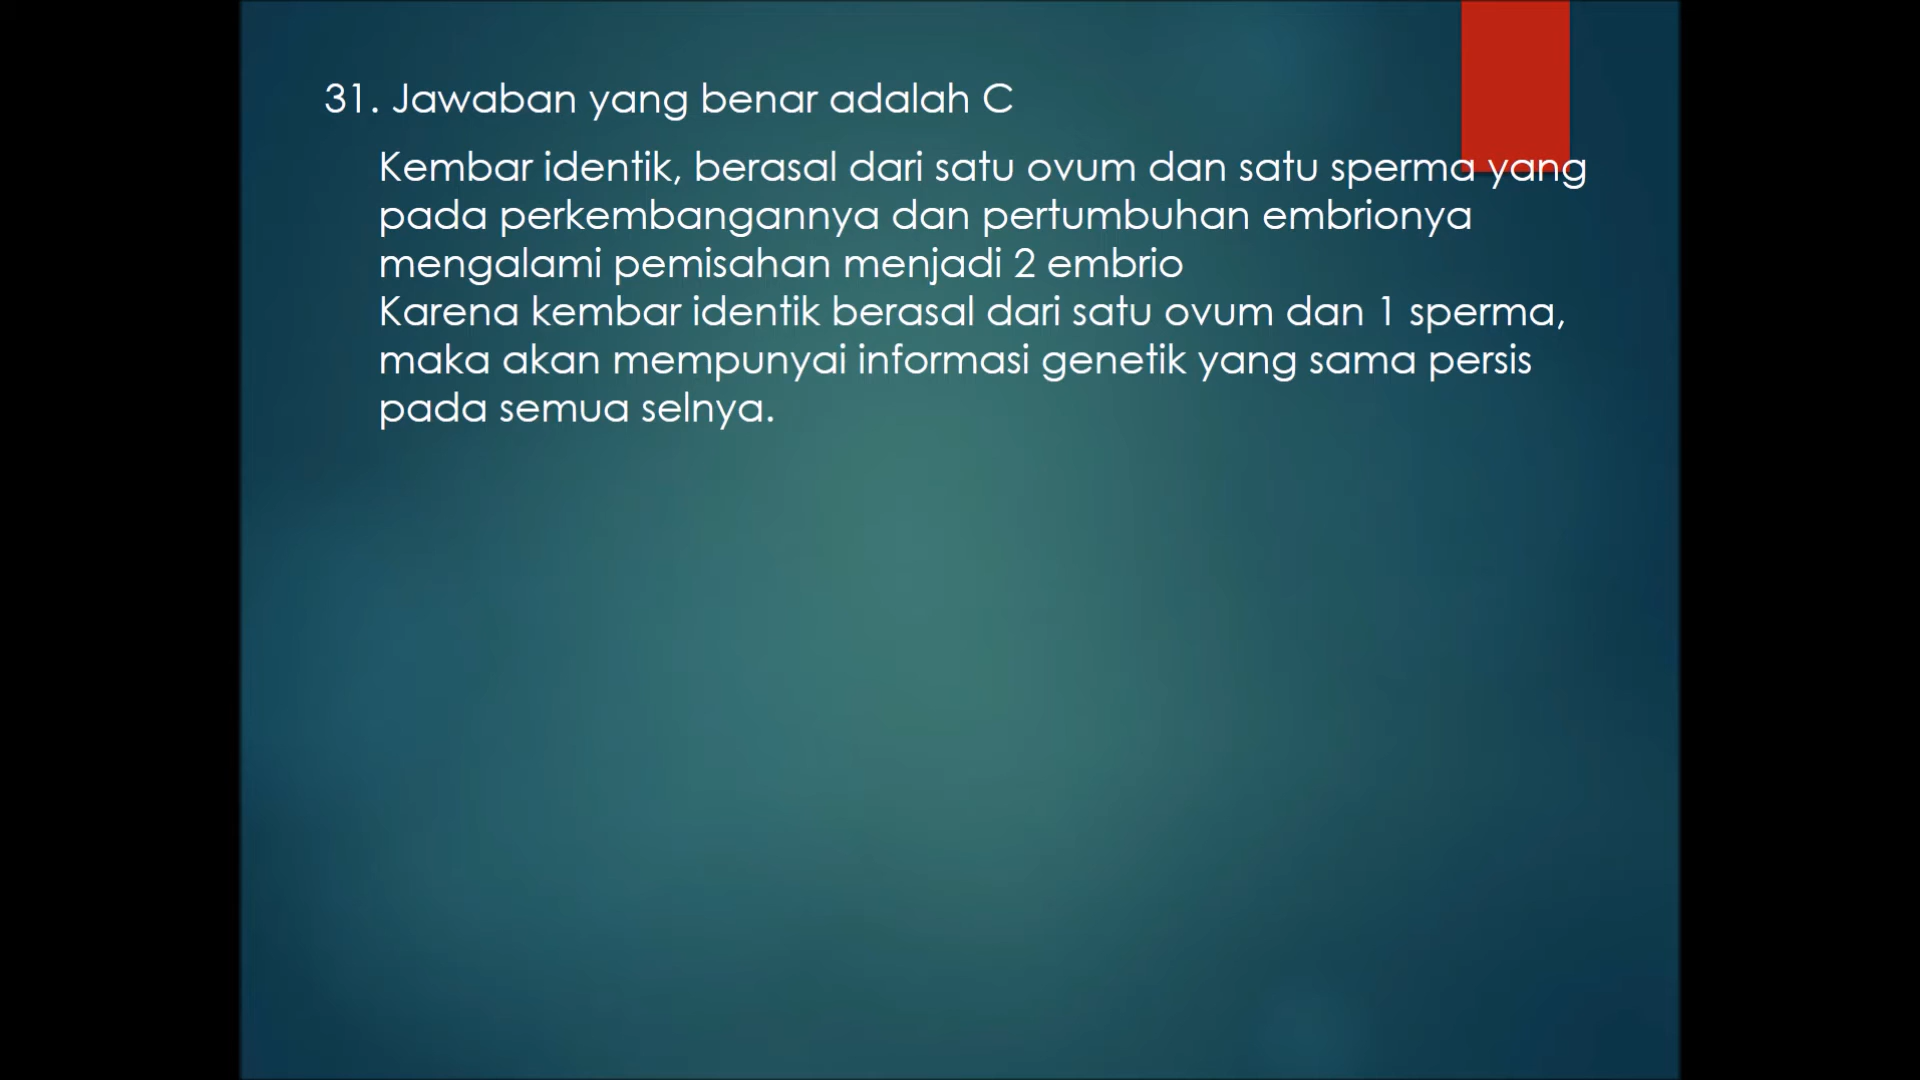 31. Jawaban yang benar adalah C
Kembar identik, berasal dari satu ovum dan satu sperma yang
pada perkembangannya dan pertumbuhan embrionya
mengalami pemisahan menjadi 2 embrio
Karena kembar identik berasal dari satu ovum dan 1 sperma,
maka akan mempunyai informasi genetik yang sama persis
pada semua selnya.